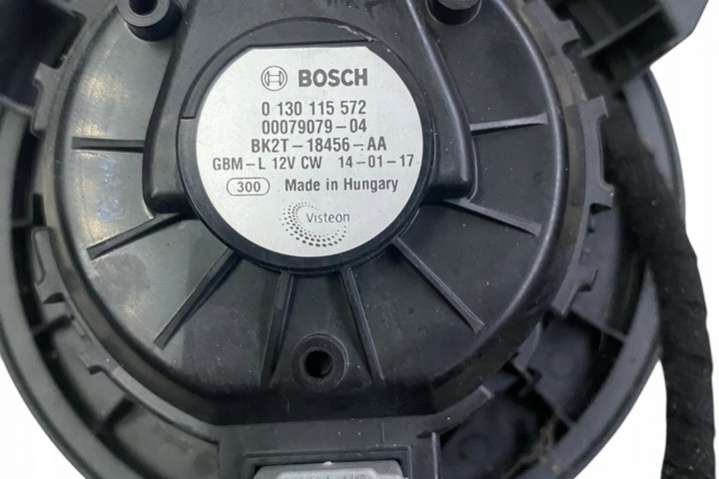 BOSCH
0 130 115 572
00079079-04
BK2T-18456-AA
GBM-L 12V CW 14-01-17
300 Made in Hungary
Visteon